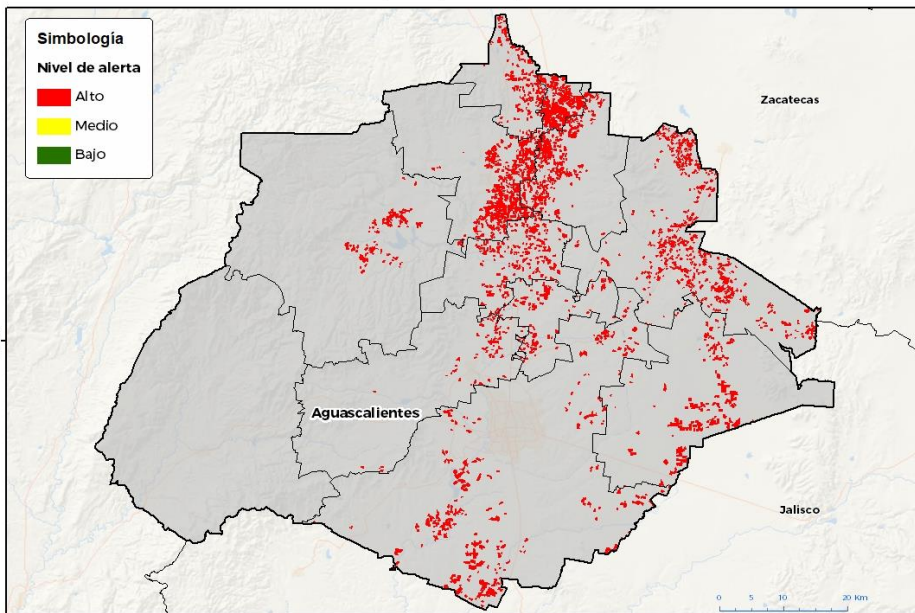 Simbología
Nivel de alerta
Alto
Medio
Bajo
Zacatecas
Aguascalientes
Jalisco
0 5 10 20 Km